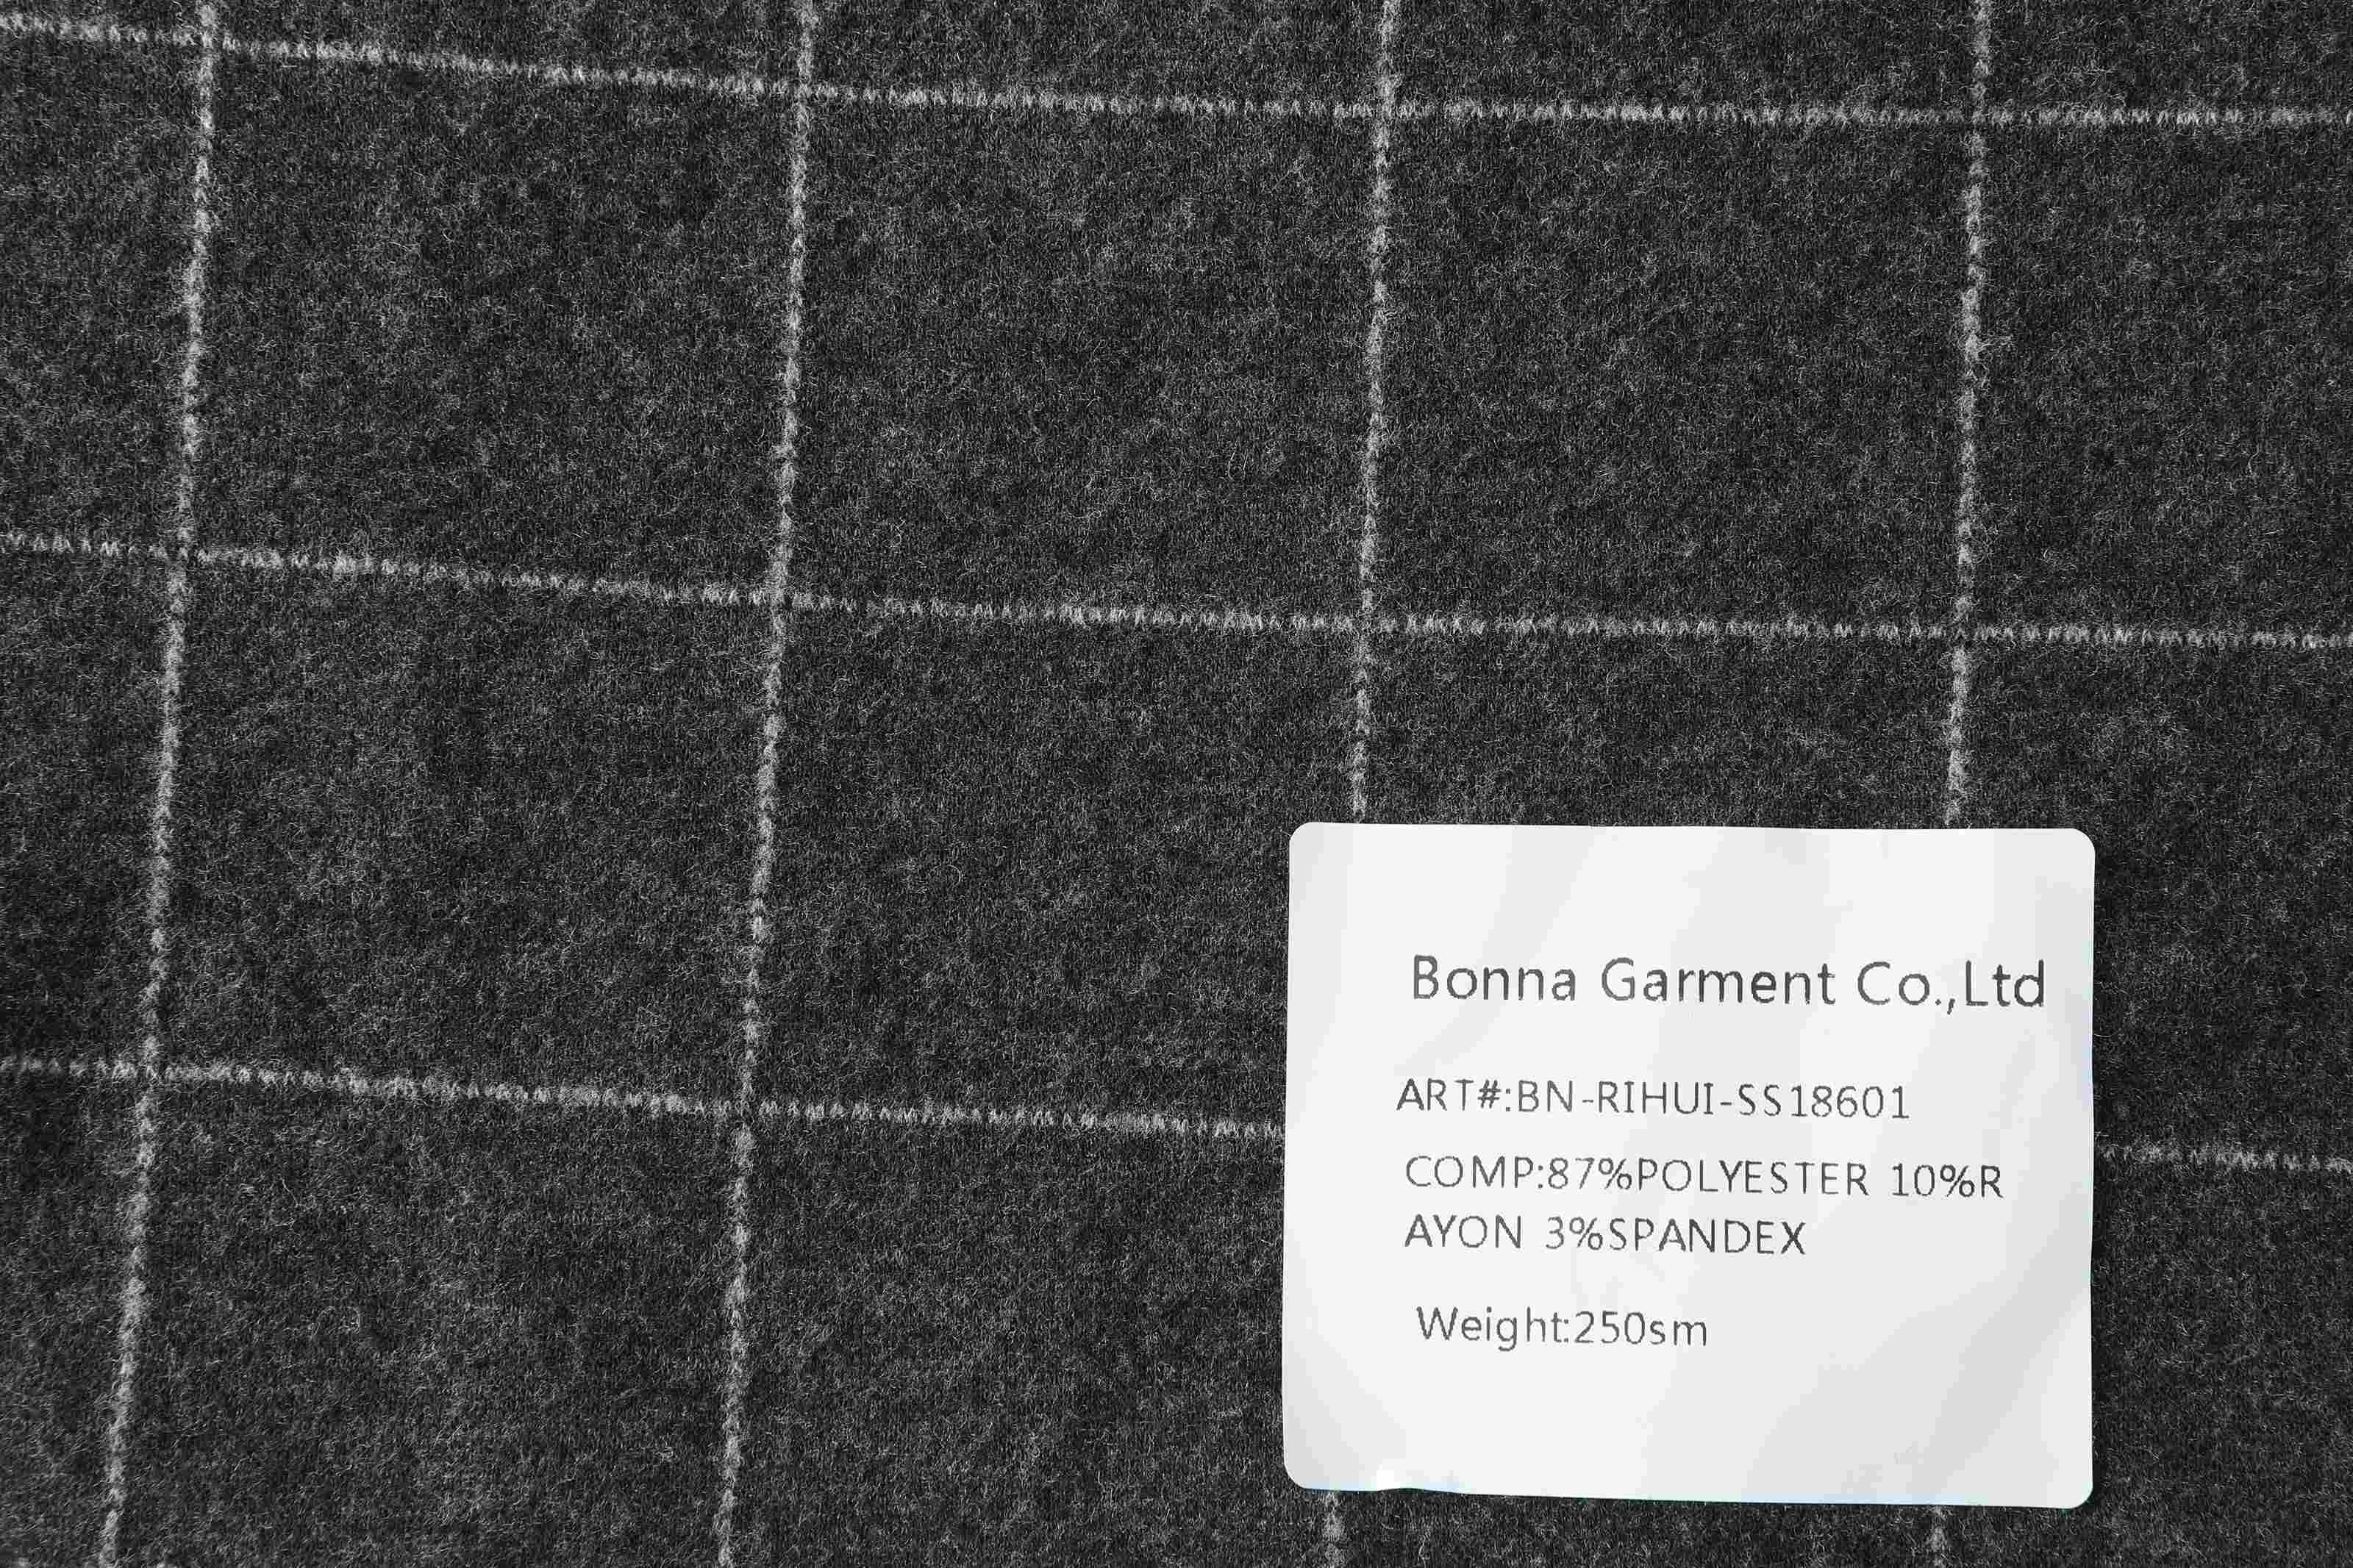 Bonna Garment Co.,Ltd
ART#:BN-RIHUI-SS18601
COMP:87%POLYESTER 10%R
AYON 3%SPANDEX
Weight:250sm